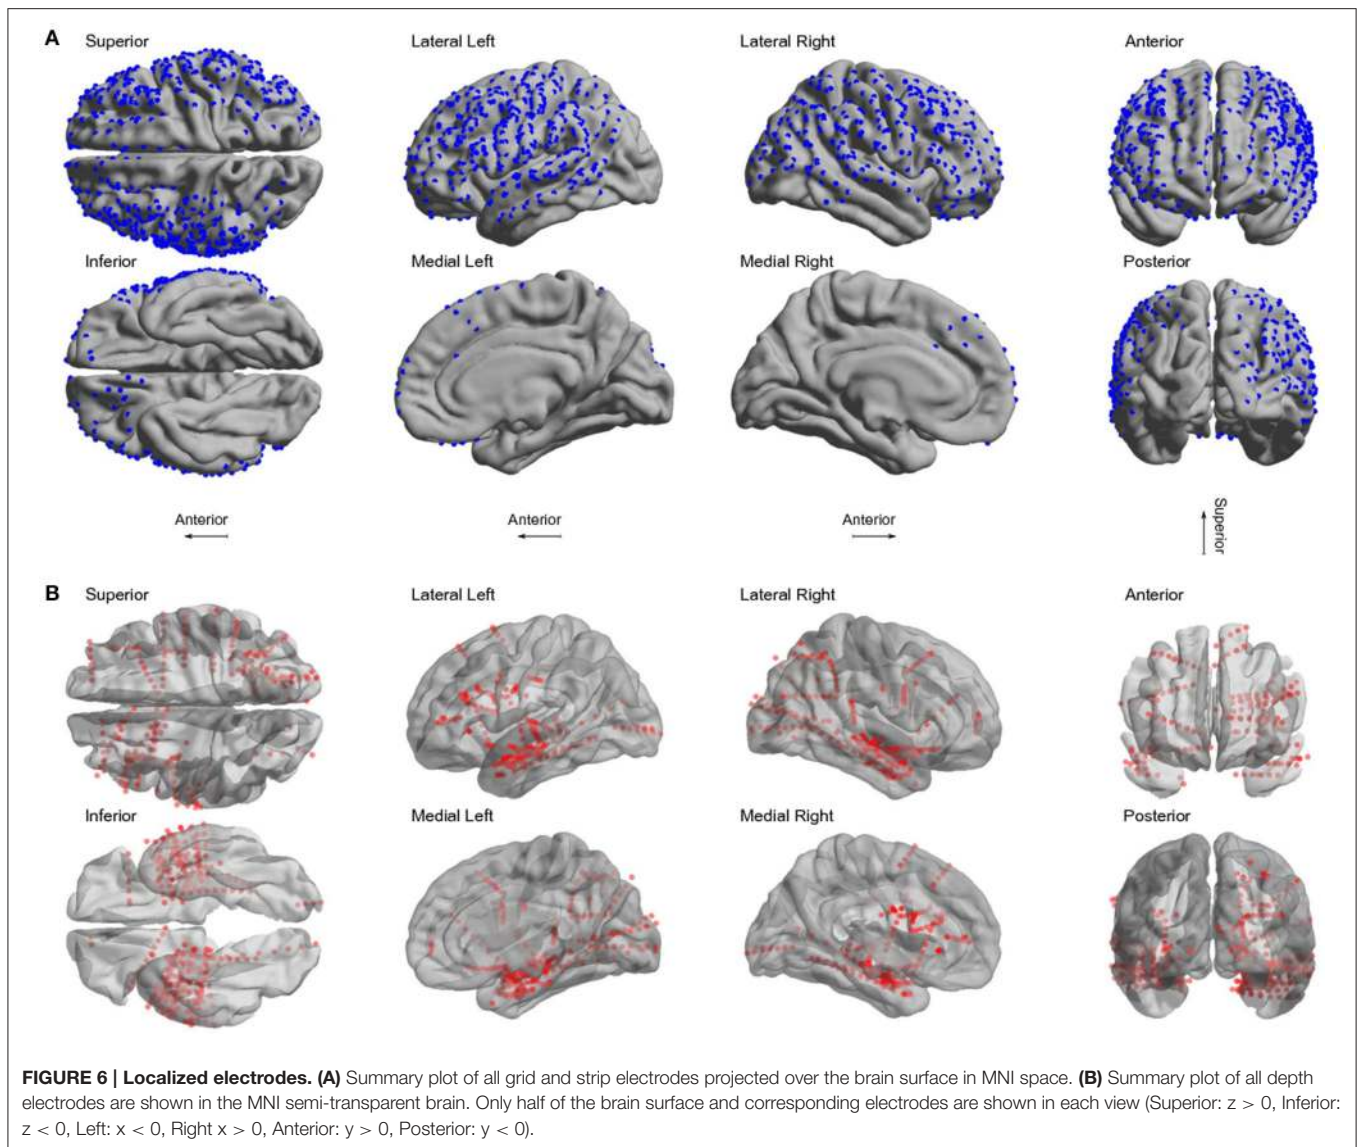 A
Superior
Lateral Left
Lateral Right
Anterior
Inferior
Medial Left
Medial Right
Posterior
Anterior
Anterior
Anterior
Superior
B
Superior
Lateral Left
Lateral Right
Anterior
Inferior
Medial Left
Medial Right
Posterior
FIGURE 6 | Localized electrodes. (A) Summary plot of all grid and strip electrodes projected over the brain surface in MNI space. (B) Summary plot of all depth
electrodes are shown in the MNI semi-transparent brain. Only half of the brain surface and corresponding electrodes are shown in each view (Superior: z > 0, Inferior:
z < 0, Left: x < 0, Right x > 0, Anterior: y > 0, Posterior: y < 0).